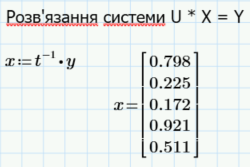 Розв'язання системи U * X = Y
x:=t⁻¹•y
x=[0.798
0.225
0.172
0.921
0.511]